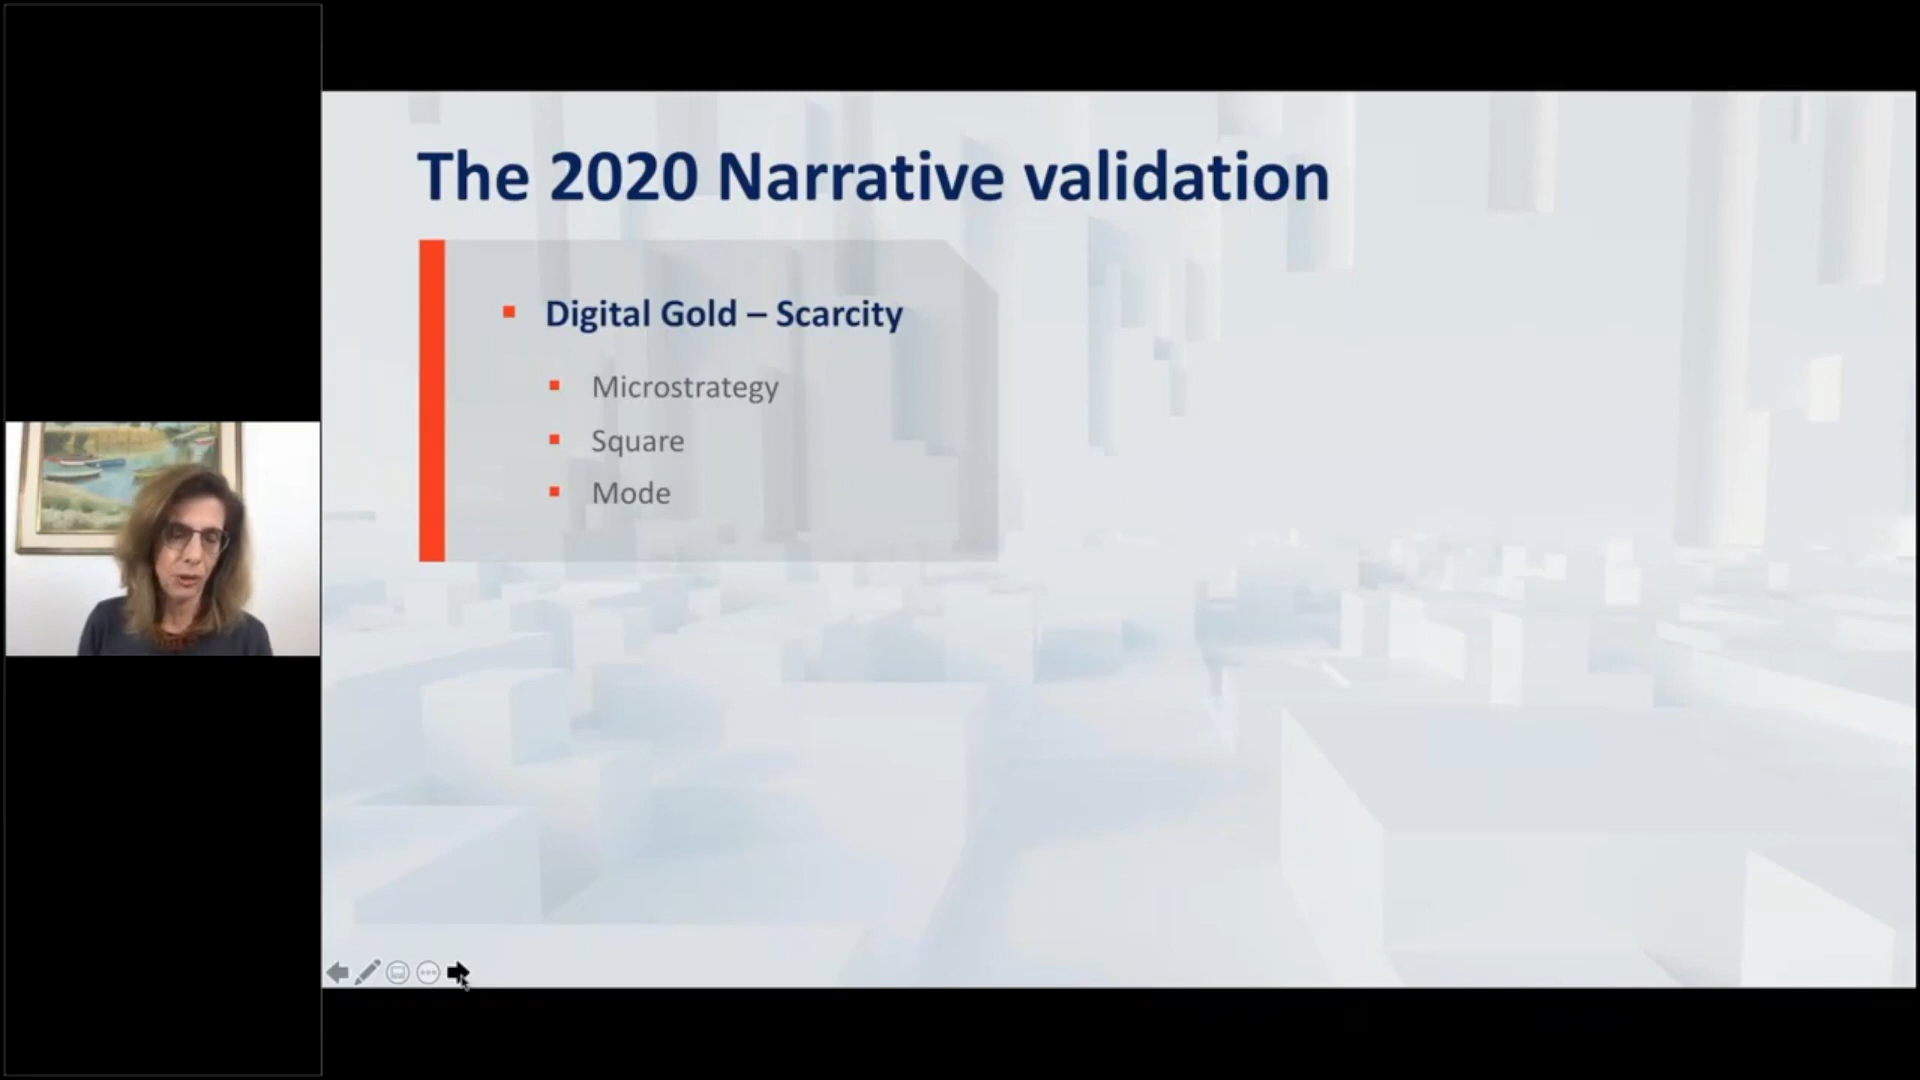 The 2020 Narrative validation
Digital Gold – Scarcity
Microstrategy
Square
Mode